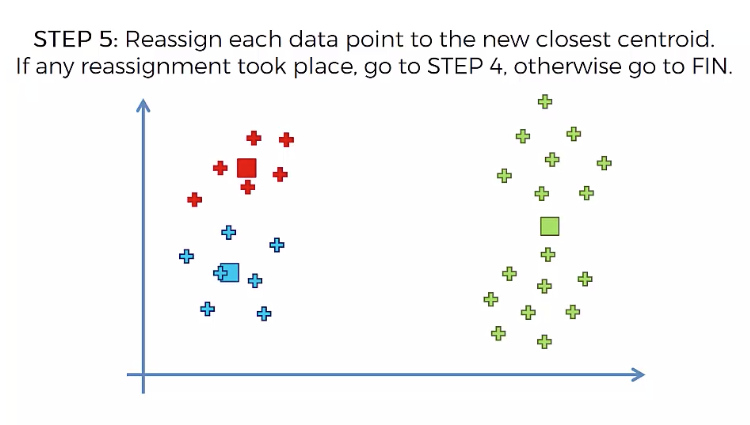 STEP 5: Reassign each data point to the new closest centroid.
If any reassignment took place, go to STEP 4, otherwise go to FIN.